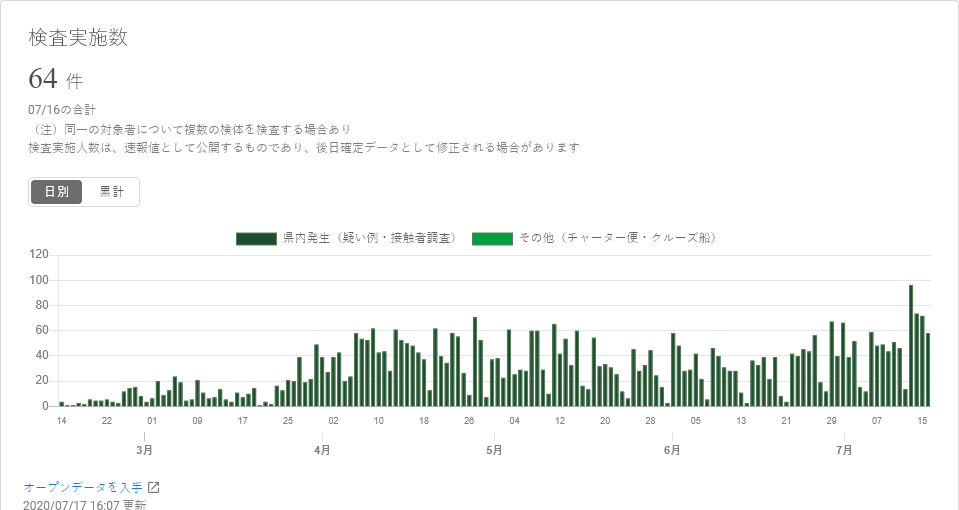 検査実施数
64 件
07/16の合計
（注）同一の対象者について複数の検体を検査する場合あり
検査実施人数は、速報値として公開するものであり、後日確定データとして修正される場合があります
日別 累計
県内発生（疑い例・接触者調査） その他（チャーター便・クルーズ船）
120
100
80
60
40
20
0
14 22 01 09 17 25 02 10 18 26 04 12 20 28 05 13 21 29 07 15
3月 4月 5月 6月 7月
オープンデータを入手
2020/07/17 16:07 更新